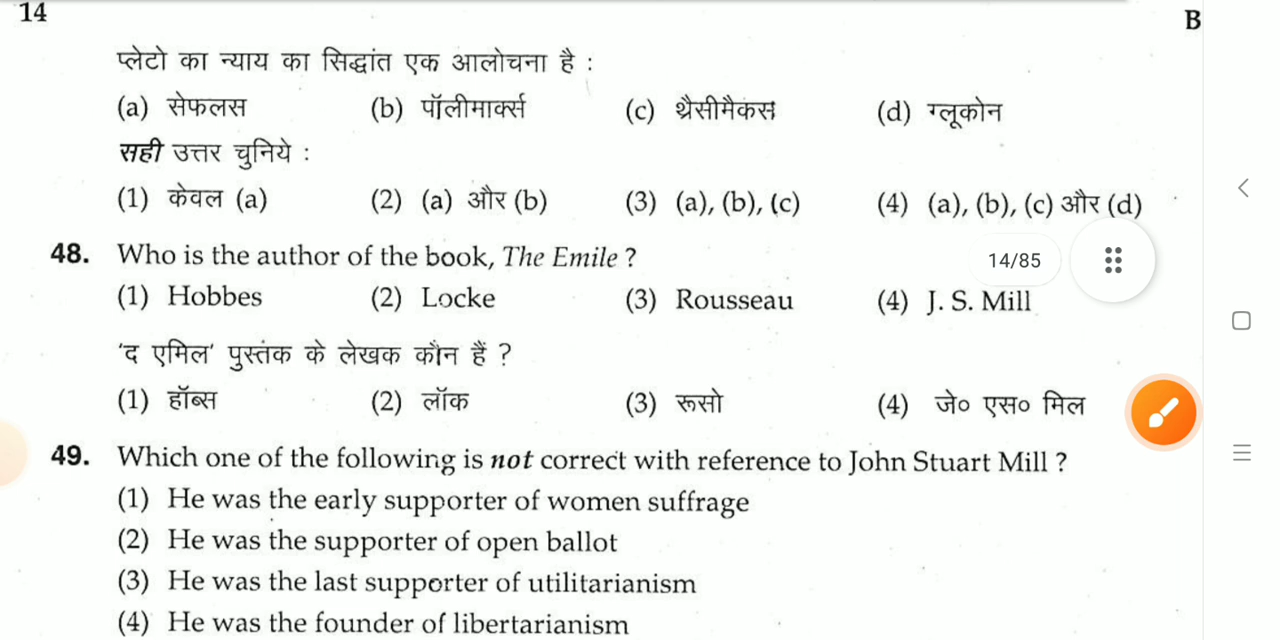 14
B
प्लेटो का न्याय का सिद्धांत एक आलोचना है :
(a) सेफलस (b) पॉलीमार्क्स (c) थ्रैसीमैकस (d) ग्लूकोन
सही उत्तर चुनिये :
(1) केवल (a) (2) (a) और (b) (3) (a), (b), (c) (4) (a), (b), (c) और (d)
48. Who is the author of the book, The Emile ?
14/85
(1) Hobbes (2) Locke (3) Rousseau (4) J. S. Mill
'द एमिल' पुस्तक के लेखक कौन हैं ?
(1) हॉब्स (2) लॉक (3) रूसो (4) जे० एस० मिल
49. Which one of the following is not correct with reference to John Stuart Mill ?
(1) He was the early supporter of women suffrage
(2) He was the supporter of open ballot
(3) He was the last supporter of utilitarianism
(4) He was the founder of libertarianism